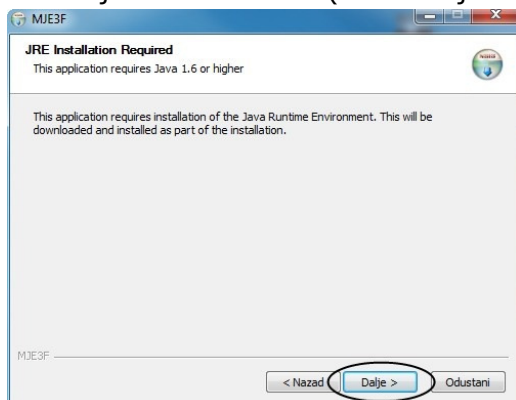 MJE3F
JRE Installation Required
This application requires Java 1.6 or higher
This application requires installation of the Java Runtime Environment. This will be
downloaded and installed as part of the installation.
MJE3F
< Nazad
Dalje >
Odustani